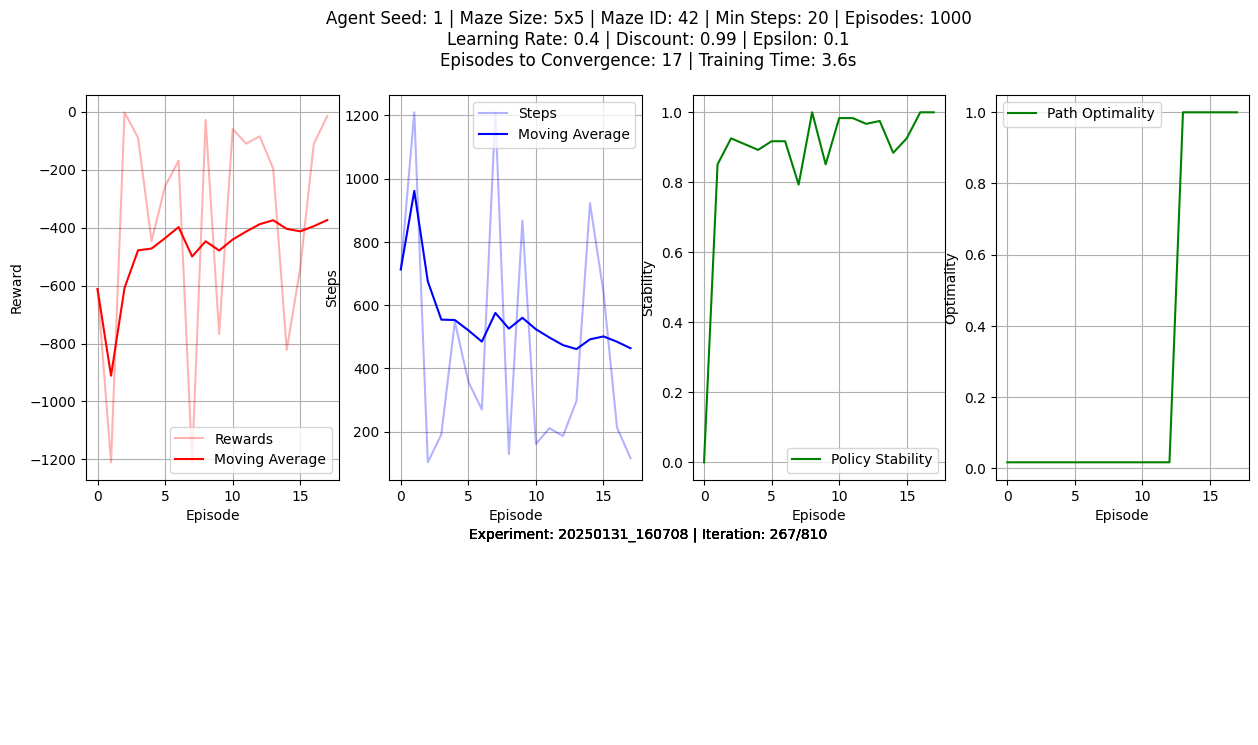 Agent Seed: 1 | Maze Size: 5x5 | Maze ID: 42 | Min Steps: 20 | Episodes: 1000
Learning Rate: 0.4 | Discount: 0.99 | Epsilon: 0.1
Episodes to Convergence: 17 | Training Time: 3.6s
Reward
0
−200
−400
−600
−800
−1000
−1200
Rewards
Moving Average
0
5
10
15
Episode
Steps
1200
1000
800
600
400
200
Steps
Moving Average
0
5
10
15
Episode
Stability
1.0
0.8
0.6
0.4
0.2
0.0
Policy Stability
0
5
10
15
Episode
Optimality
1.0
0.8
0.6
0.4
0.2
0.0
Path Optimality
0
5
10
15
Episode
Experiment: 20250131_160708 | Iteration: 267/810